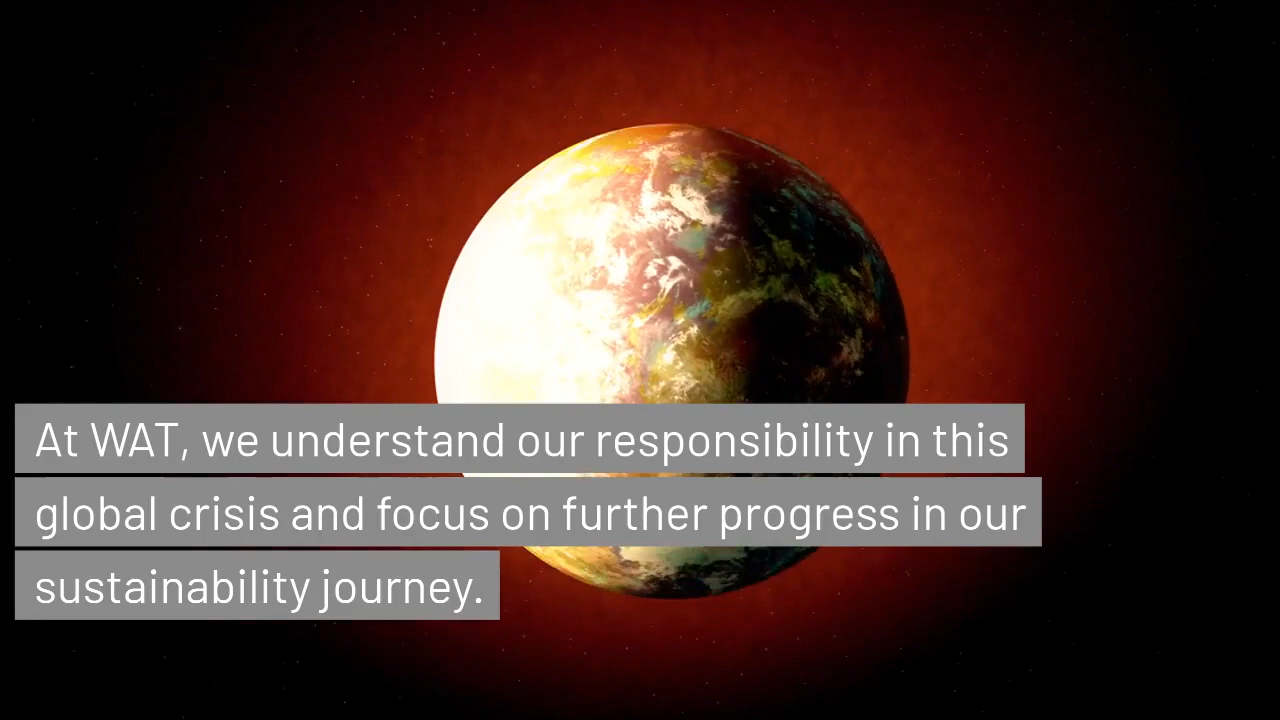 At WAT, we understand our responsibility in this
global crisis and focus on further progress in our
sustainability journey.